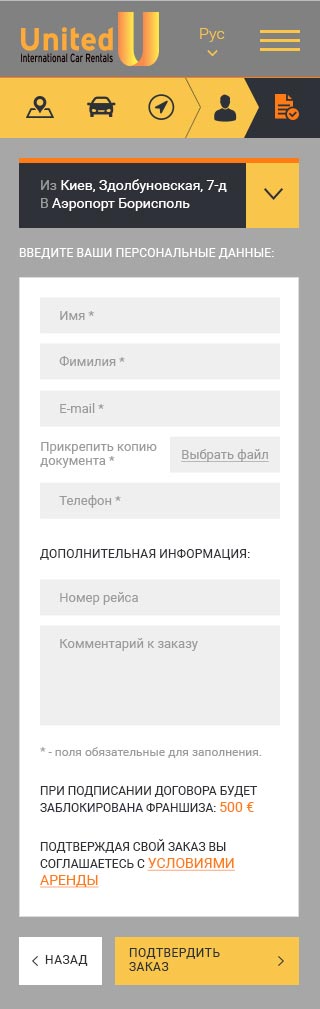 United U
International Car Rentals
Рус
Из Киев, Здолбуновская, 7-д
В Аэропорт Борисполь
ВВЕДИТЕ ВАШИ ПЕРСОНАЛЬНЫЕ ДАННЫЕ:
Имя *
Фимилия *
E-mail *
Прикрепить копию
документа *
Выбрать файл
Телефон *
ДОПОЛНИТЕЛЬНАЯ ИНФОРМАЦИЯ:
Номер рейса
Комментарий к заказу
* - поля обязательные для заполнения.
ПРИ ПОДПИСАНИИ ДОГОВОРА БУДЕТ
ЗАБЛОКИРОВАНА ФРАНШИЗА: 500 €
ПОДТВЕРЖДАЯ СВОЙ ЗАКАЗ ВЫ
СОГЛАШАЕТЕСЬ С УСЛОВИЯМИ
АРЕНДЫ
НАЗАД
ПОДТВЕРДИТЬ
ЗАКАЗ